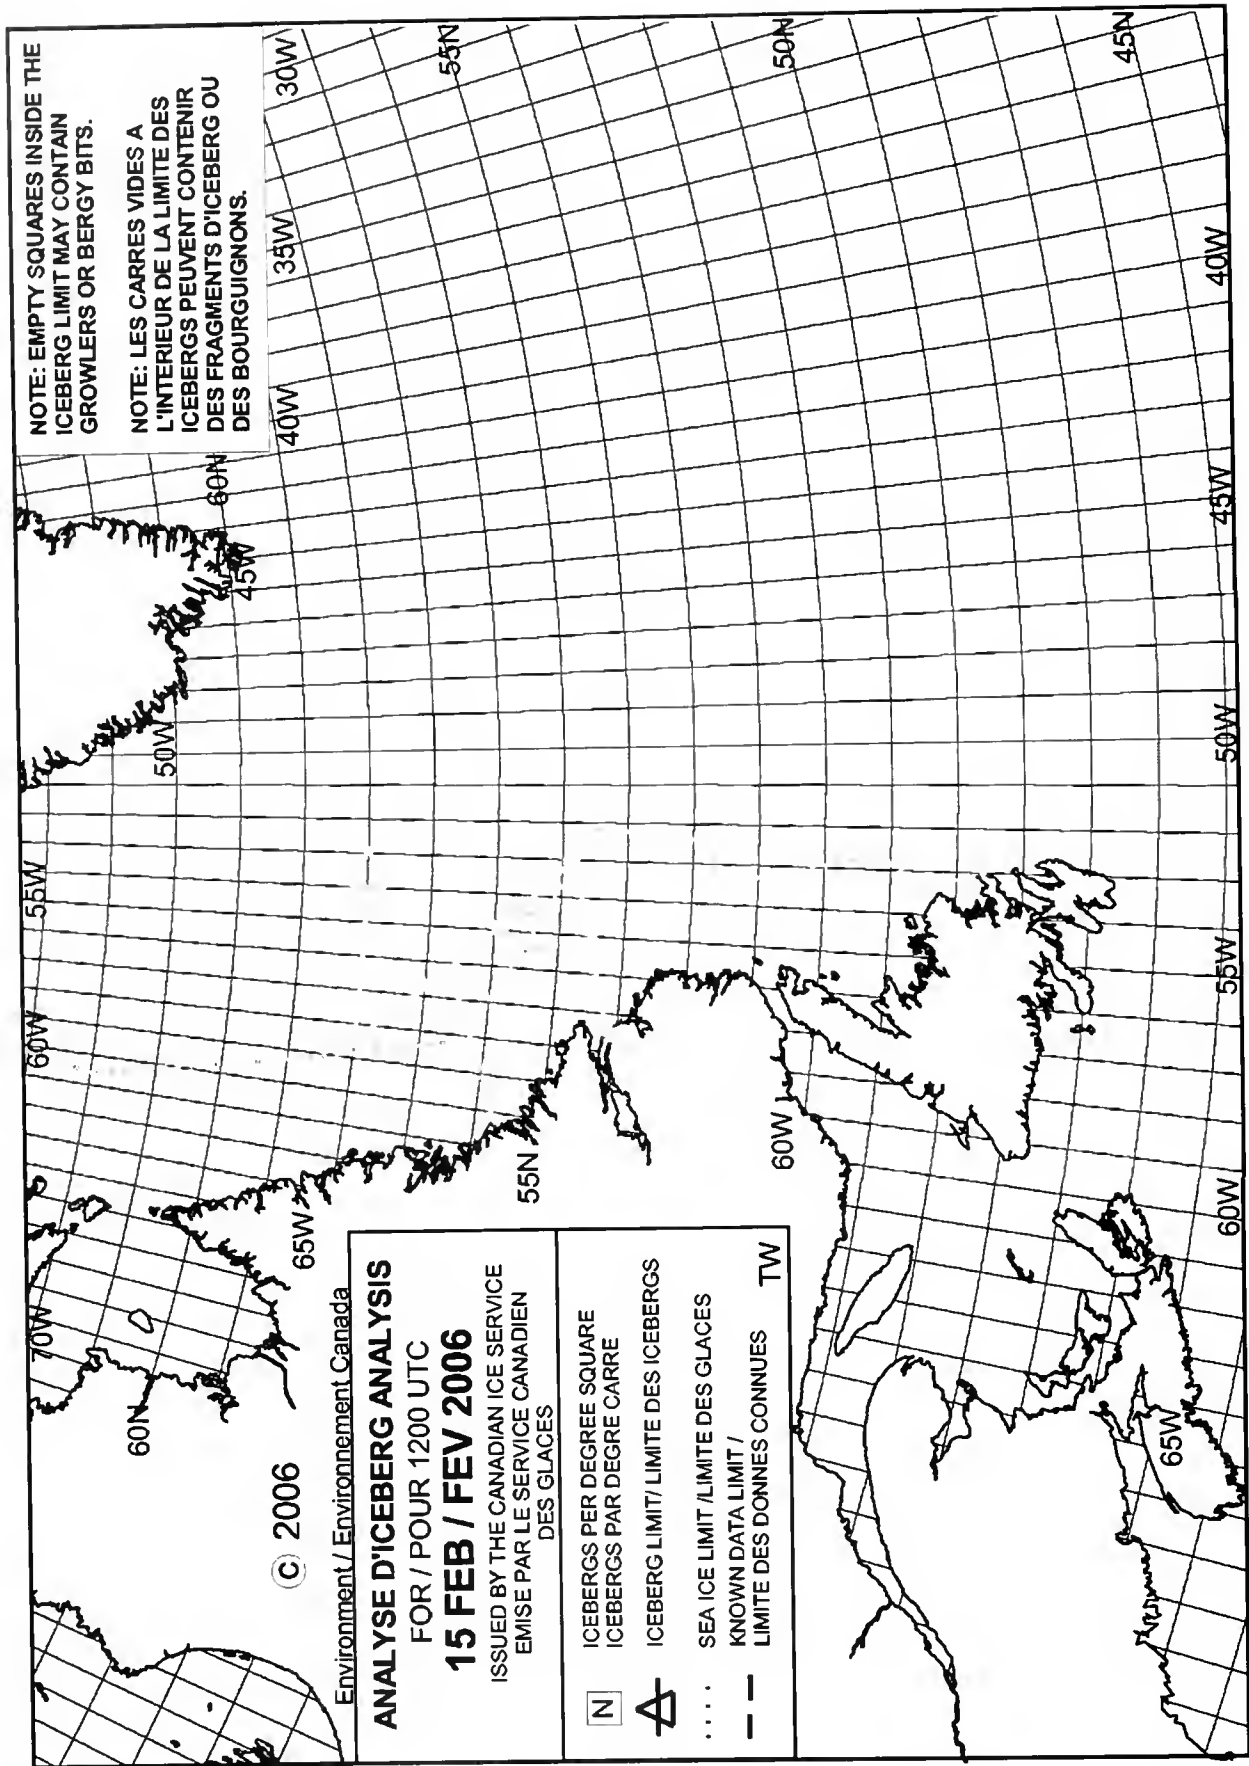 NOTE: EMPTY SQUARES INSIDE THE
ICEBERG LIMIT MAY CONTAIN
GROWLERS OR BERGY BITS.
NOTE: LES CARRES VIDES A
L'INTERIEUR DE LA LIMITE DES
ICEBERGS PEUVENT CONTENIR
DES FRAGMENTS D'ICEBERG OU
DES BOURGUIGNONS.
30W
55N
50N
45N
35W
40W
60N
45W
50W
55W
60W
70W
60N
65W
55N
60W
65W
60W
55W
50W
45W
40W
© 2006
Environment / Environnement Canada
ANALYSE D'ICEBERG ANALYSIS
FOR / POUR 1200 UTC
15 FEB / FEV 2006
ISSUED BY THE CANADIAN ICE SERVICE
EMISE PAR LE SERVICE CANADIEN
DES GLACES
N
ICEBERGS PER DEGREE SQUARE
ICEBERGS PAR DEGRE CARRE
ICEBERG LIMIT/ LIMITE DES ICEBERGS
SEA ICE LIMIT /LIMITE DES GLACES
KNOWN DATA LIMIT /
LIMITE DES DONNES CONNUES
TW